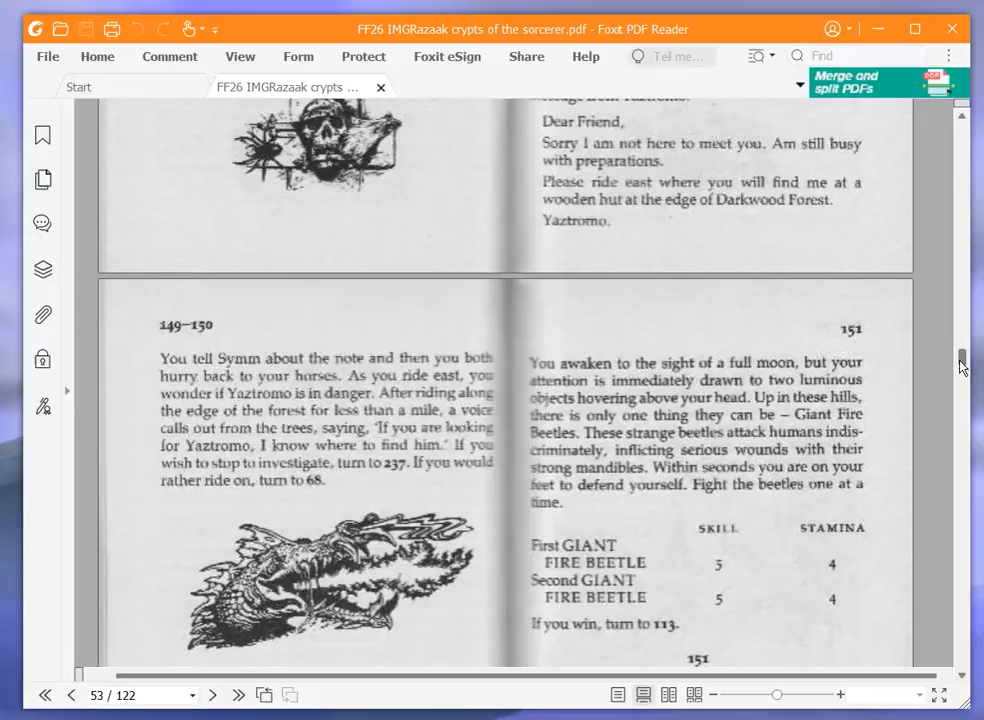 FF26 IMGRazaak crypts of the sorcerer.pdf - Foxit PDF Reader
File Home Comment View Form Protect Foxit eSign Share Help Tell me... Find
Start
FF26 IMGRazaak crypts ...
Merge and
split PDFs
Dear Friend,
Sorry I am not here to meet you. Am still busy
with preparations.
Please ride east where you will find me at a
wooden hut at the edge of Darkwood Forest.
Yaztromo.
149–150
You tell Symm about the note and then you both
hurry back to your horses. As you ride east, you
wonder if Yaztromo is in danger. After riding along
the edge of the forest for less than a mile, a voice
calls out from the trees, saying, 'If you are looking
for Yaztromo, I know where to find him.' If you
wish to stop to investigate, turn to 237. If you would
rather ride on, turn to 68.
151
You awaken to the sight of a full moon, but your
attention is immediately drawn to two luminous
objects hovering above your head. Up in these hills,
there is only one thing they can be – Giant Fire
Beetles. These strange beetles attack humans indis-
criminately, inflicting serious wounds with their
strong mandibles. Within seconds you are on your
feet to defend yourself. Fight the beetles one at a
time.
SKILL STAMINA
First GIANT
FIRE BEETLE 5 4
Second GIANT
FIRE BEETLE 5 4
If you win, turn to 113.
151
53 / 122